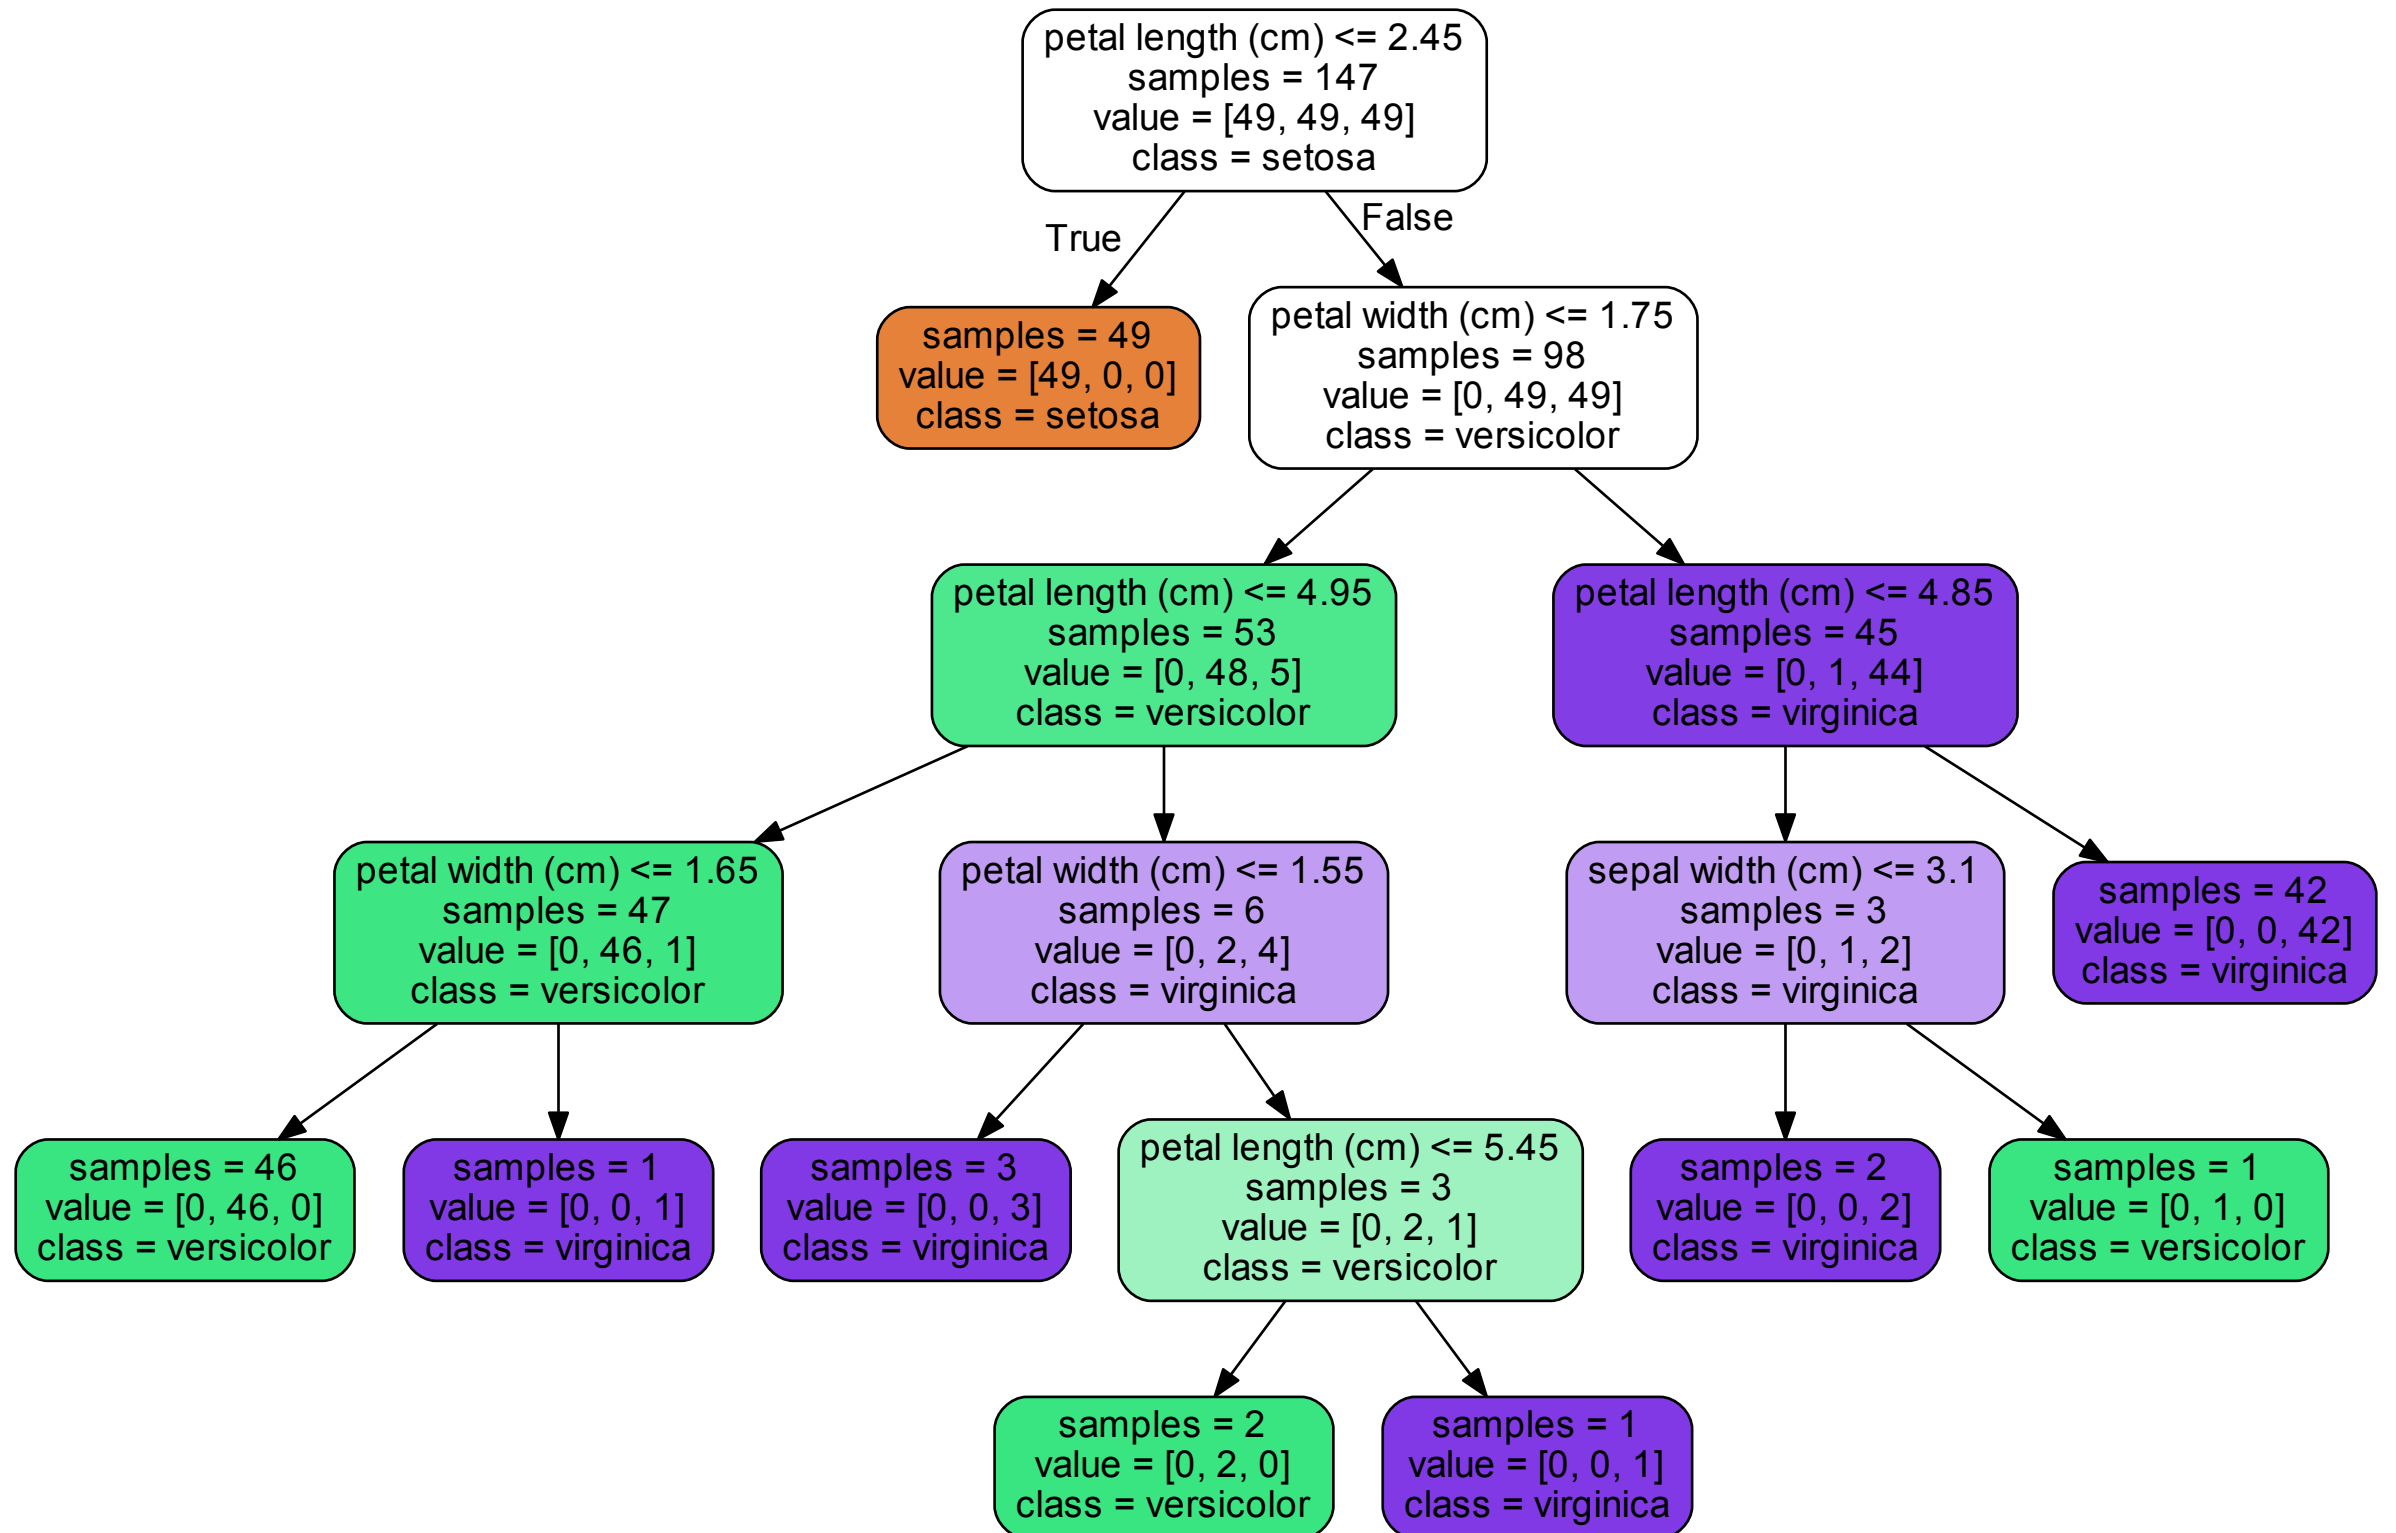 petal length (cm) <= 2.45
samples = 147
value = [49, 49, 49]
class = setosa
True
False
samples = 49
value = [49, 0, 0]
class = setosa
petal width (cm) <= 1.75
samples = 98
value = [0, 49, 49]
class = versicolor
petal length (cm) <= 4.95
samples = 53
value = [0, 48, 5]
class = versicolor
petal length (cm) <= 4.85
samples = 45
value = [0, 1, 44]
class = virginica
petal width (cm) <= 1.65
samples = 47
value = [0, 46, 1]
class = versicolor
petal width (cm) <= 1.55
samples = 6
value = [0, 2, 4]
class = virginica
sepal width (cm) <= 3.1
samples = 3
value = [0, 1, 2]
class = virginica
samples = 42
value = [0, 0, 42]
class = virginica
samples = 46
value = [0, 46, 0]
class = versicolor
samples = 1
value = [0, 0, 1]
class = virginica
samples = 3
value = [0, 0, 3]
class = virginica
petal length (cm) <= 5.45
samples = 3
value = [0, 2, 1]
class = versicolor
samples = 2
value = [0, 0, 2]
class = virginica
samples = 1
value = [0, 1, 0]
class = versicolor
samples = 2
value = [0, 2, 0]
class = versicolor
samples = 1
value = [0, 0, 1]
class = virginica